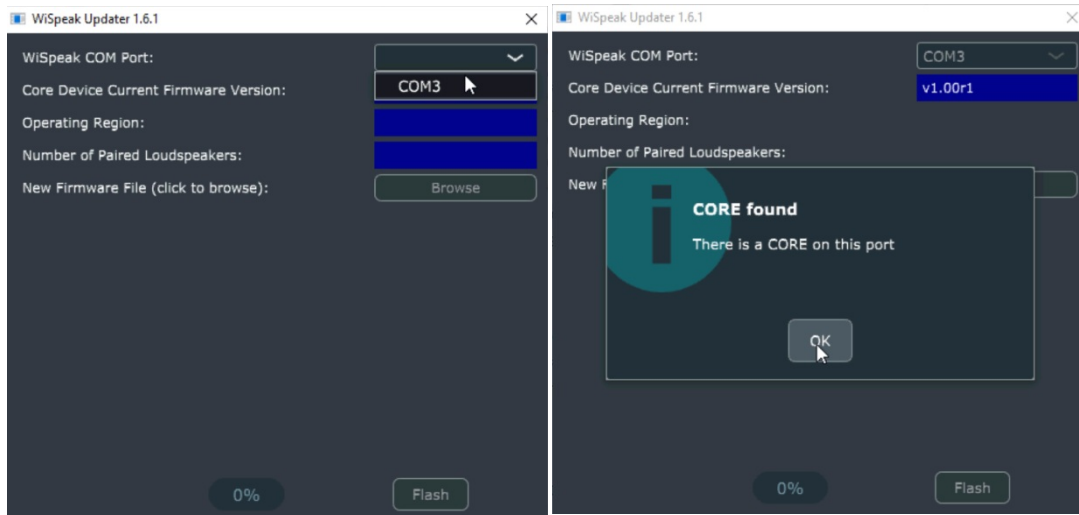 WiSpeak Updater 1.6.1
WiSpeak COM Port:
COM3
Core Device Current Firmware Version:
Operating Region:
Number of Paired Loudspeakers:
New Firmware File (click to browse):
Browse
0%
Flash
WiSpeak Updater 1.6.1
WiSpeak COM Port:
COM3
Core Device Current Firmware Version:
v1.00r1
Operating Region:
Number of Paired Loudspeakers:
New
CORE found
There is a CORE on this port
OK
0%
Flash